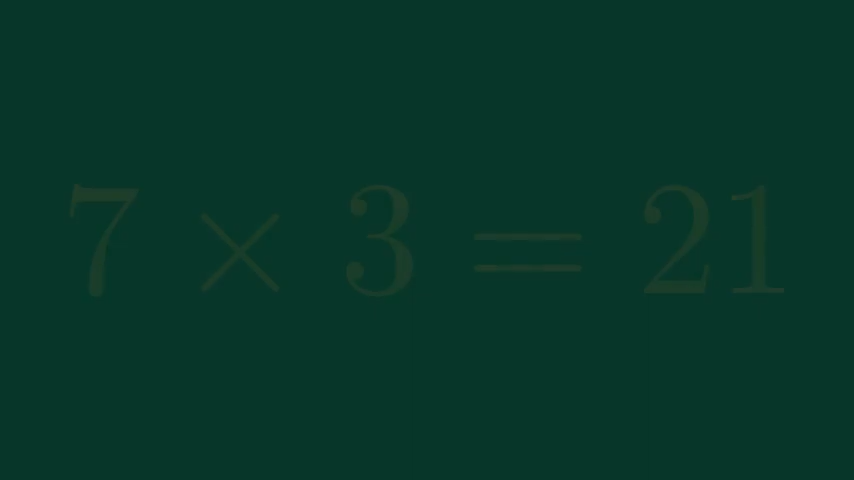 7 × 3 = 21